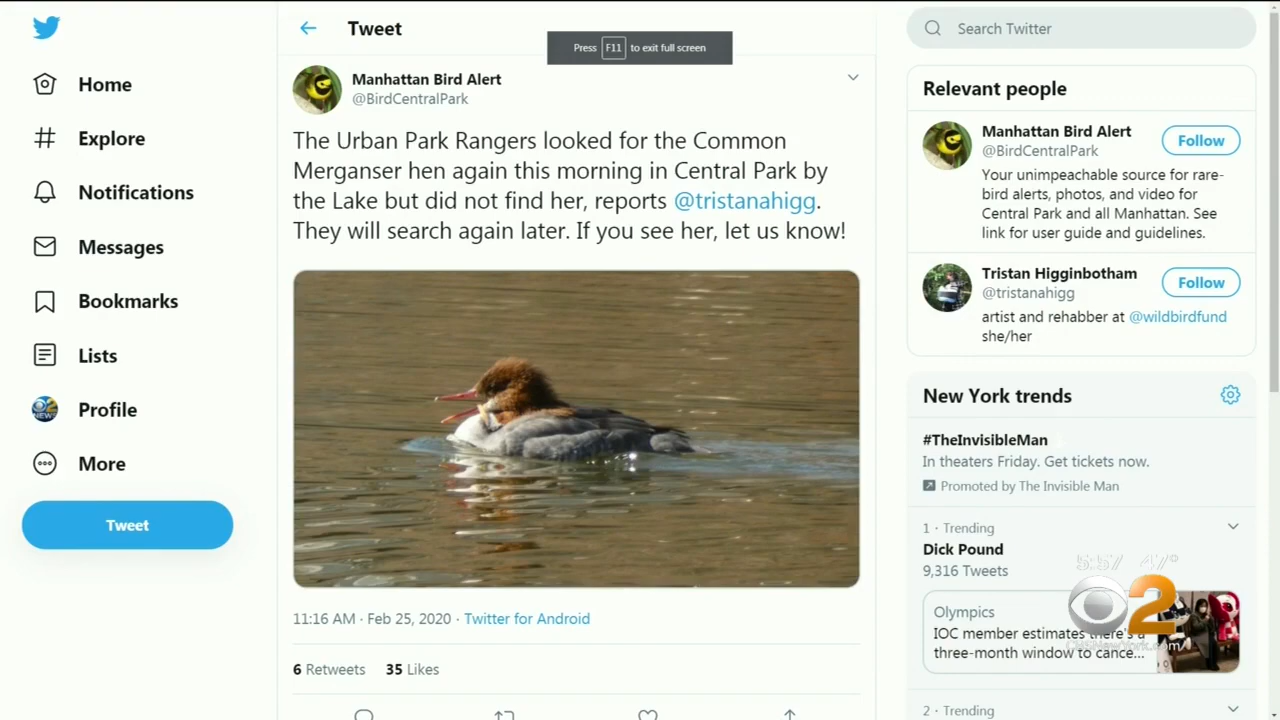 Home
Explore
Notifications
Messages
Bookmarks
Lists
Profile
More
Tweet
Tweet
Press F11 to exit full screen
Manhattan Bird Alert
@BirdCentralPark
The Urban Park Rangers looked for the Common
Merganser hen again this morning in Central Park by
the Lake but did not find her, reports @tristanahigg.
They will search again later. If you see her, let us know!
11:16 AM · Feb 25, 2020 · Twitter for Android
6 Retweets 35 Likes
Search Twitter
Relevant people
Manhattan Bird Alert
@BirdCentralPark
Follow
Your unimpeachable source for rare-
bird alerts, photos, and video for
Central Park and all Manhattan. See
link for user guide and guidelines.
Tristan Higginbotham
@tristanahigg
Follow
artist and rehabber at @wildbirdfund
she/her
New York trends
#TheInvisibleMan
In theaters Friday. Get tickets now.
Promoted by The Invisible Man
1 · Trending
Dick Pound
9,316 Tweets
Olympics
IOC member estimates there's a
three-month window to cance...
2 · Trending
5:57 47°
2
CBSNewYork.com